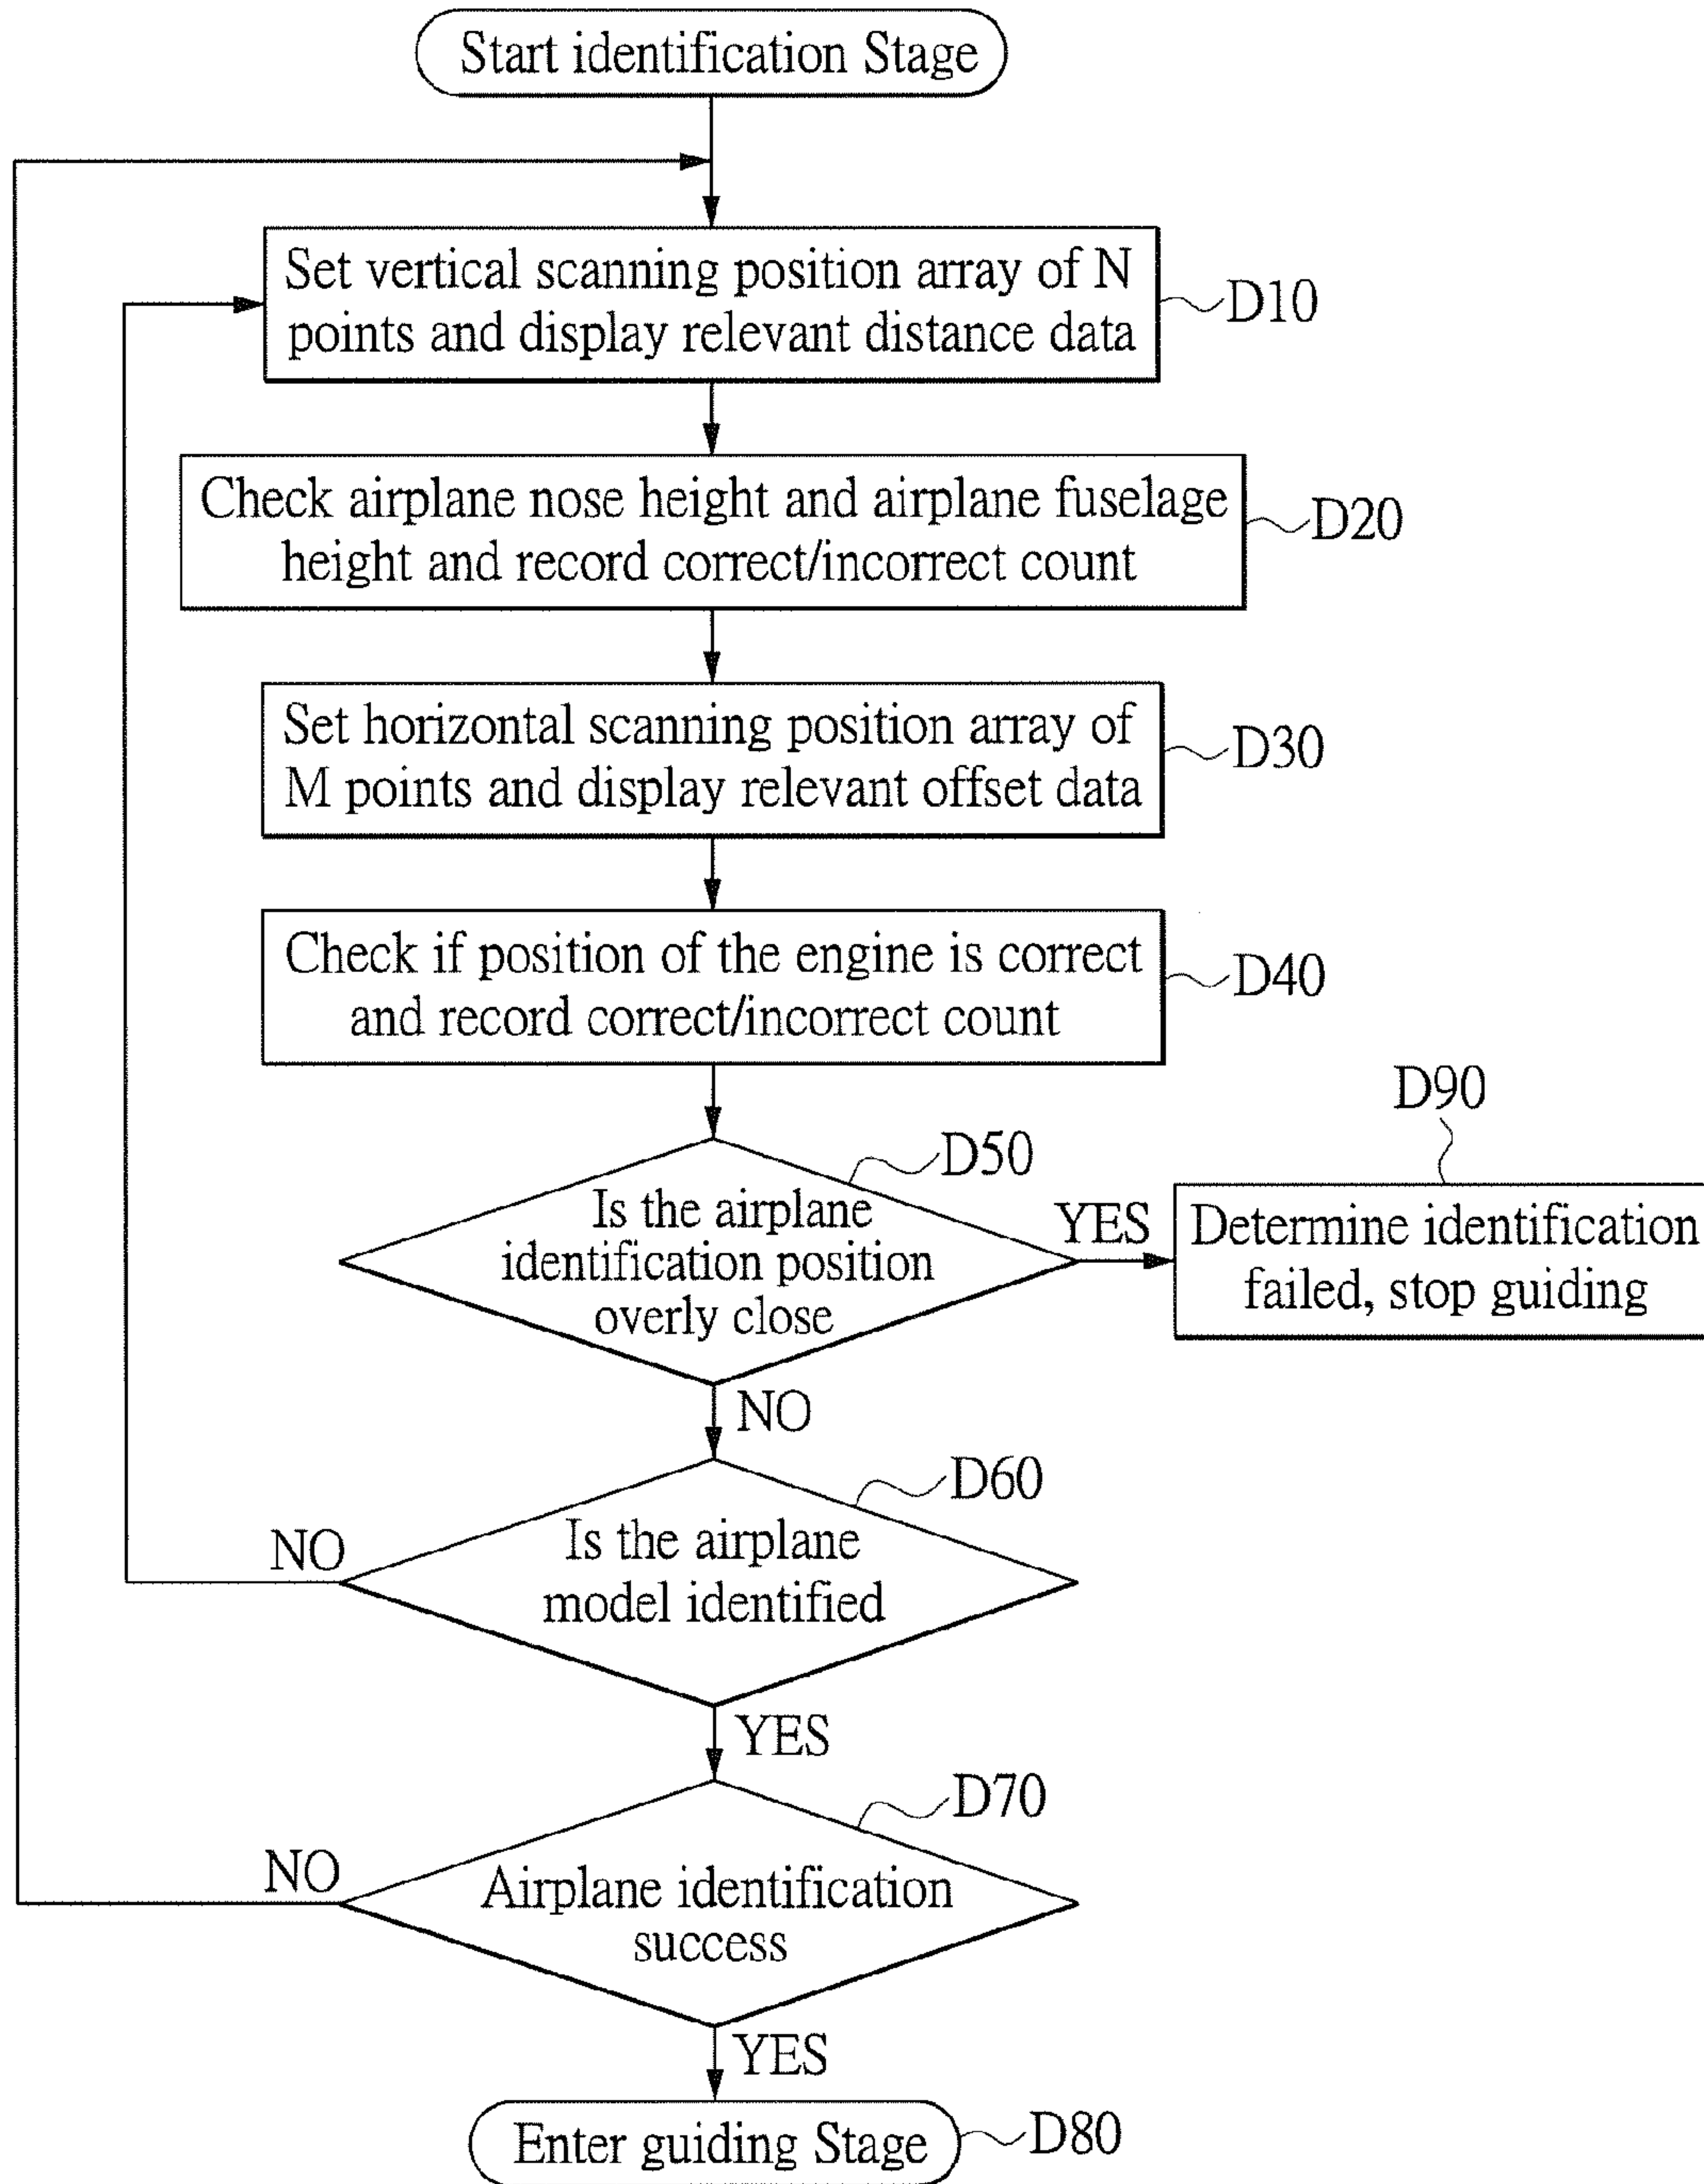 Start identification Stage
Set vertical scanning position array of N
points and display relevant distance data
D10
Check airplane nose height and airplane fuselage
height and record correct/incorrect count
D20
Set horizontal scanning position array of
M points and display relevant offset data
D30
Check if position of the engine is correct
and record correct/incorrect count
D40
D50
Is the airplane
identification position
overly close
YES
D90
Determine identification
failed, stop guiding
NO
D60
Is the airplane
model identified
NO
YES
D70
Airplane identification
success
NO
YES
Enter guiding Stage
D80